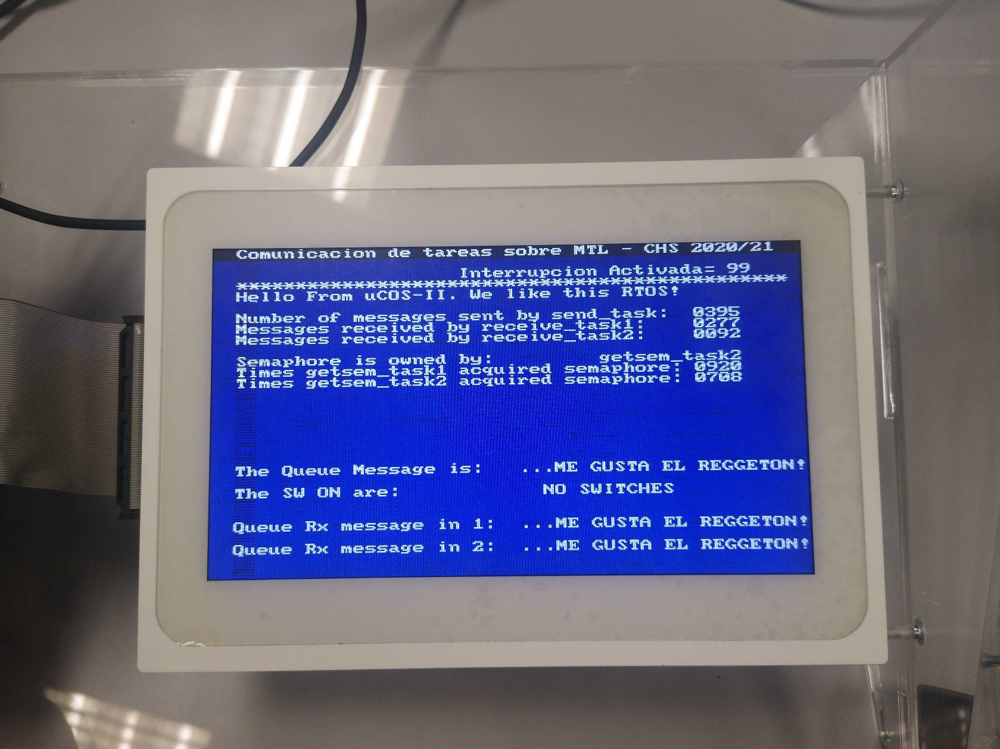 Comunicacion de tareas sobre MTL - CHS 2020/21
Interrupcion Activada= 99
***********************************************
Hello From uCOS-II. We like this RTOS!
Number of messages sent by send_task: 0395
Messages received by receive_task1: 0277
Messages received by receive_task2: 0092
Semaphore is owned by: getsem_task2
Times getsem_task1 acquired semaphore: 0920
Times getsem_task2 acquired semaphore: 0708
The Queue Message is: ...ME GUSTA EL REGGETON!
The SW ON are: NO SWITCHES
Queue Rx message in 1: ...ME GUSTA EL REGGETON!
Queue Rx message in 2: ...ME GUSTA EL REGGETON!